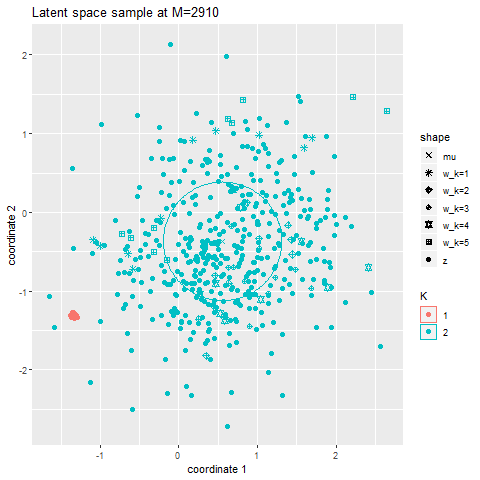 Latent space sample at M=2910
coordinate 2
2
1
0
-1
-2
-1
0
1
2
coordinate 1
shape
mu
w_k=1
w_k=2
w_k=3
w_k=4
w_k=5
z
K
1
2